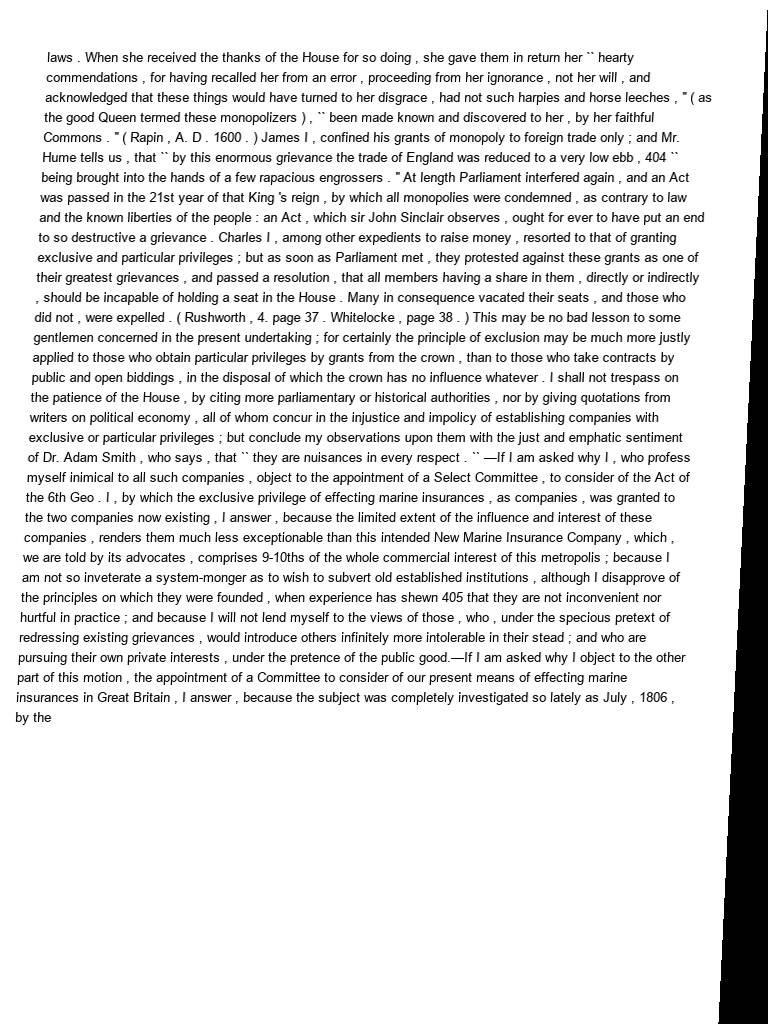 laws . When she received the thanks of the House for so doing , she gave them in return her `` hearty
commendations , for having recalled her from an error , proceeding from her ignorance , not her will , and
acknowledged that these things would have turned to her disgrace , had not such harpies and horse leeches , " ( as
the good Queen termed these monopolizers ) , `` been made known and discovered to her , by her faithful
Commons . " ( Rapin , A. D . 1600 . ) James I , confined his grants of monopoly to foreign trade only ; and Mr.
Hume tells us , that `` by this enormous grievance the trade of England was reduced to a very low ebb , 404 ``
being brought into the hands of a few rapacious engrossers . " At length Parliament interfered again , and an Act
was passed in the 21st year of that King 's reign , by which all monopolies were condemned , as contrary to law
and the known liberties of the people : an Act , which sir John Sinclair observes , ought for ever to have put an end
to so destructive a grievance . Charles I , among other expedients to raise money , resorted to that of granting
exclusive and particular privileges ; but as soon as Parliament met , they protested against these grants as one of
their greatest grievances , and passed a resolution , that all members having a share in them , directly or indirectly
, should be incapable of holding a seat in the House . Many in consequence vacated their seats , and those who
did not , were expelled . ( Rushworth , 4. page 37 . Whitelocke , page 38 . ) This may be no bad lesson to some
gentlemen concerned in the present undertaking ; for certainly the principle of exclusion may be much more justly
applied to those who obtain particular privileges by grants from the crown , than to those who take contracts by
public and open biddings , in the disposal of which the crown has no influence whatever . I shall not trespass on
the patience of the House , by citing more parliamentary or historical authorities , nor by giving quotations from
writers on political economy , all of whom concur in the injustice and impolicy of establishing companies with
exclusive or particular privileges ; but conclude my observations upon them with the just and emphatic sentiment
of Dr. Adam Smith , who says , that `` they are nuisances in every respect . `` —If I am asked why I , who profess
myself inimical to all such companies , object to the appointment of a Select Committee , to consider of the Act of
the 6th Geo . I , by which the exclusive privilege of effecting marine insurances , as companies , was granted to
the two companies now existing , I answer , because the limited extent of the influence and interest of these
companies , renders them much less exceptionable than this intended New Marine Insurance Company , which ,
we are told by its advocates , comprises 9-10ths of the whole commercial interest of this metropolis ; because I
am not so inveterate a system-monger as to wish to subvert old established institutions , although I disapprove of
the principles on which they were founded , when experience has shewn 405 that they are not inconvenient nor
hurtful in practice ; and because I will not lend myself to the views of those , who , under the specious pretext of
redressing existing grievances , would introduce others infinitely more intolerable in their stead ; and who are
pursuing their own private interests , under the pretence of the public good.—If I am asked why I object to the other
part of this motion , the appointment of a Committee to consider of our present means of effecting marine
insurances in Great Britain , I answer , because the subject was completely investigated so lately as July , 1806 ,
by the